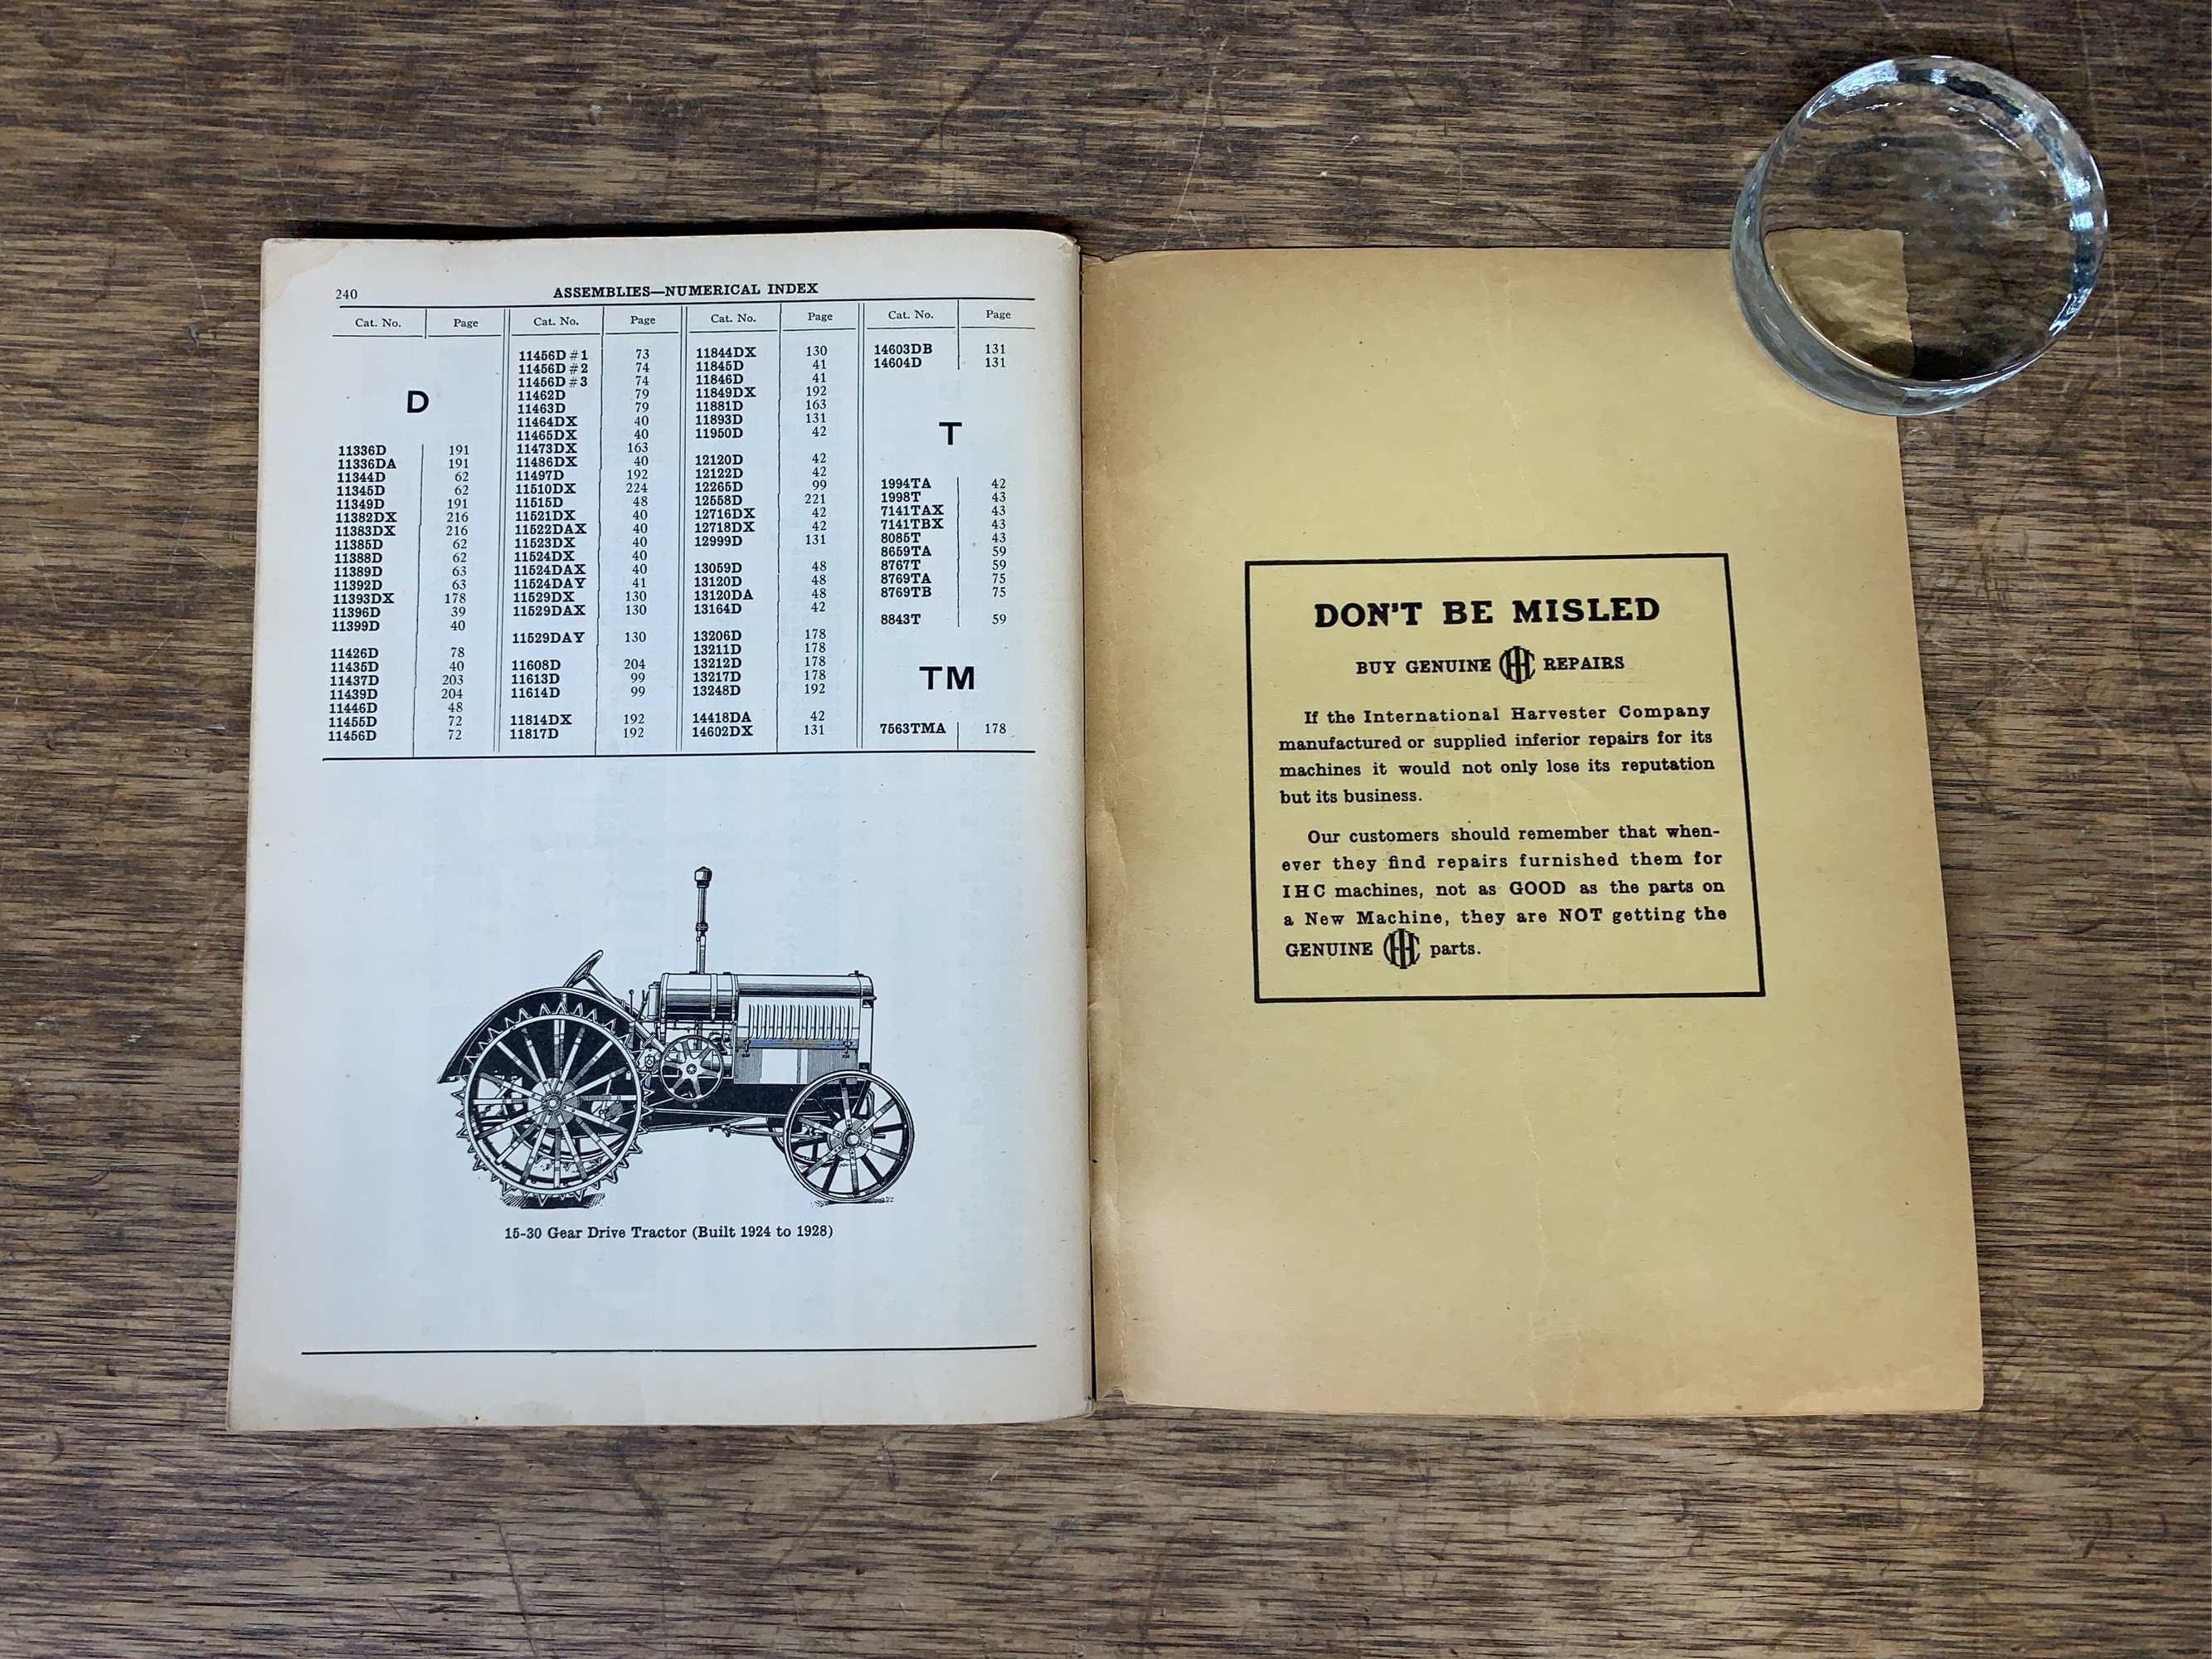 240
ASSEMBLIES—NUMERICAL INDEX
Cat. No. Page
D
11336D 191
11336DA 191
11344D 62
11345D 62
11349D 191
11382DX 216
11383DX 216
11385D 62
11388D 62
11389D 63
11392D 63
11393DX 178
11396D 39
11399D 40
11426D 78
11435D 40
11437D 203
11439D 204
11446D 48
11455D 72
11456D 72
Cat. No. Page
11456D #1 73
11456D #2 74
11456D #3 74
11462D 79
11463D 79
11464DX 40
11465DX 40
11473DX 163
11486DX 40
11497D 192
11510DX 224
11515D 48
11521DX 40
11522DAX 40
11523DX 40
11524DX 40
11524DAX 40
11524DAY 41
11529DX 130
11529DAX 130
11529DAY 130
11608D 204
11613D 99
11614D 99
11814DX 192
11817D 192
Cat. No. Page
11844DX 130
11845D 41
11846D 41
11849DX 192
11881D 163
11893D 131
11950D 42
12120D 42
12122D 42
12265D 99
12558D 221
12716DX 42
12718DX 42
12999D 131
13059D 48
13120D 48
13120DA 48
13164D 42
13206D 178
13211D 178
13212D 178
13217D 178
13248D 192
14418DA 42
14602DX 131
Cat. No. Page
14603DB 131
14604D 131
T
1994TA 42
1998T 43
7141TAX 43
7141TBX 43
8085T 43
8659TA 59
8767T 59
8769TA 75
8769TB 75
8843T 59
TM
7563TMA 178
15-30 Gear Drive Tractor (Built 1924 to 1928)
DON'T BE MISLED
BUY GENUINE IHC REPAIRS
If the International Harvester Company
manufactured or supplied inferior repairs for its
machines it would not only lose its reputation
but its business.
Our customers should remember that when-
ever they find repairs furnished them for
IHC machines, not as GOOD as the parts on
a New Machine, they are NOT getting the
GENUINE IHC parts.